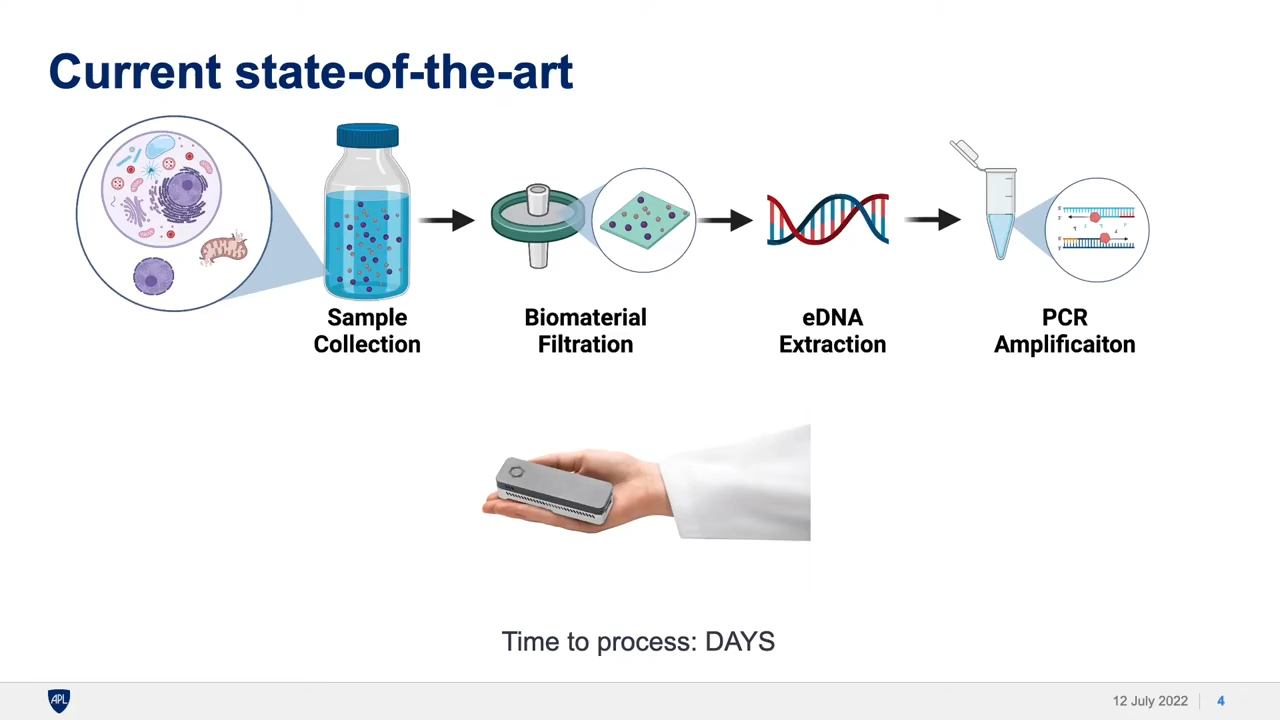 Current state-of-the-art
Sample
Collection
Biomaterial
Filtration
eDNA
Extraction
PCR
Amplificaiton
Time to process: DAYS
APL
12 July 2022
4